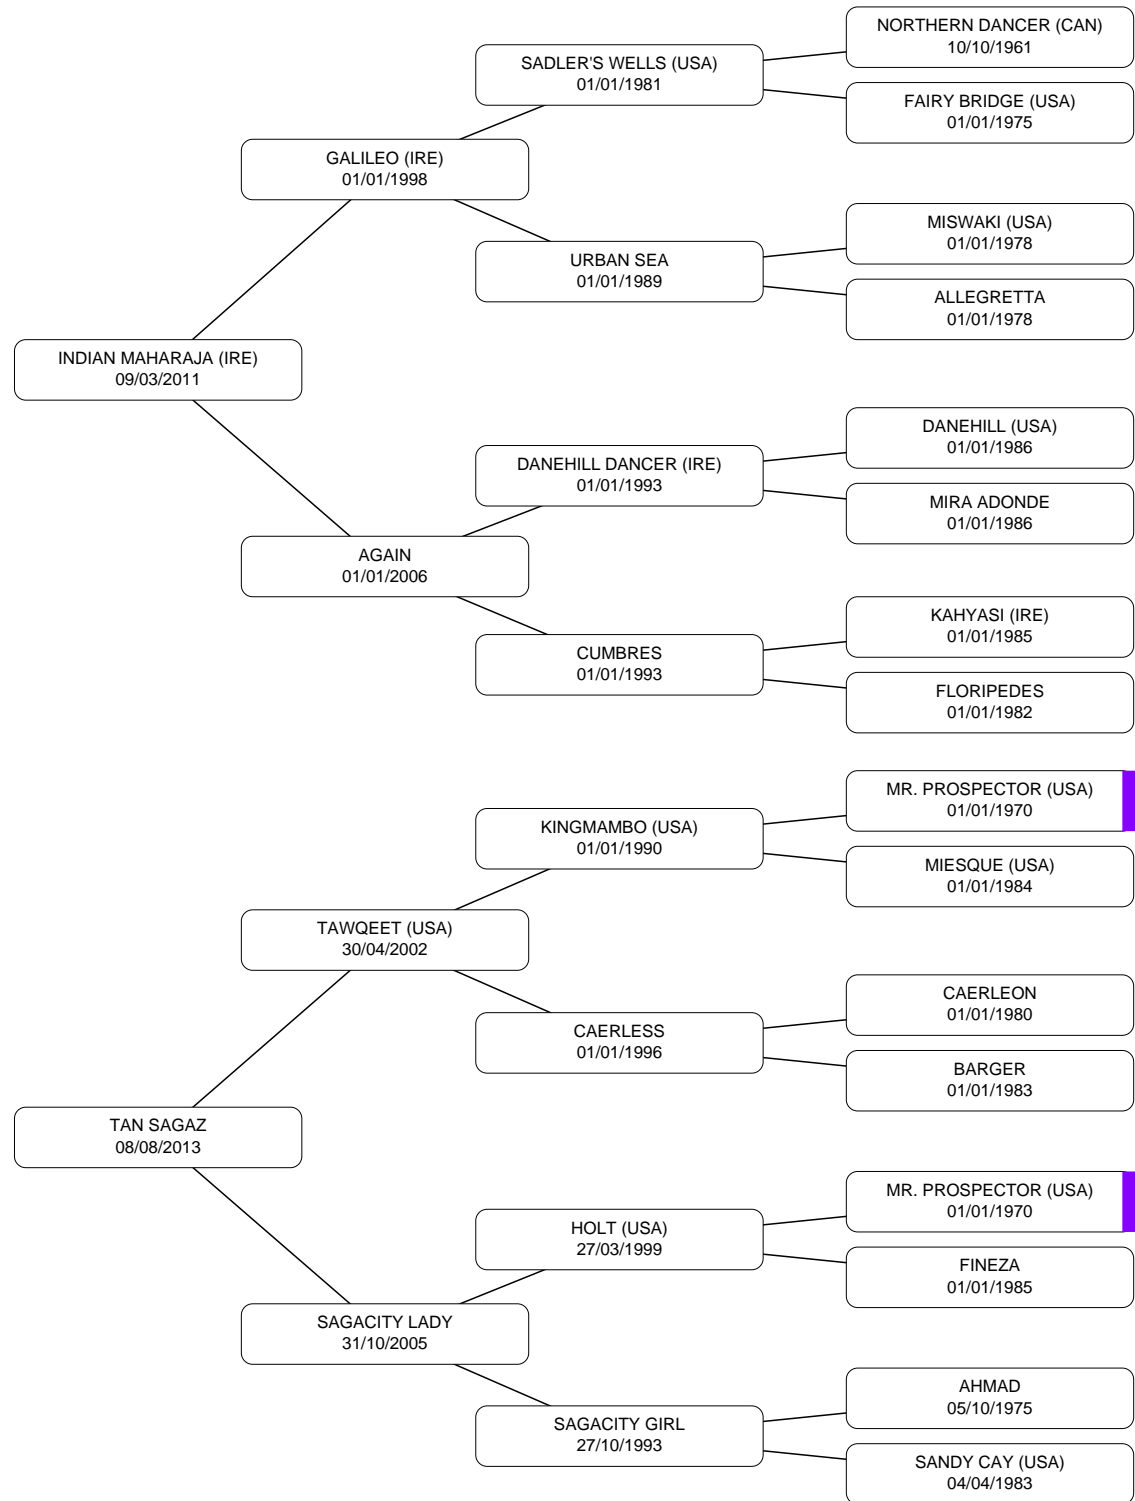 NORTHERN DANCER (CAN)
10/10/1961
SADLER'S WELLS (USA)
01/01/1981
FAIRY BRIDGE (USA)
01/01/1975
GALILEO (IRE)
01/01/1998
MISWAKI (USA)
01/01/1978
URBAN SEA
01/01/1989
ALLEGRETTA
01/01/1978
INDIAN MAHARAJA (IRE)
09/03/2011
DANEHILL (USA)
01/01/1986
DANEHILL DANCER (IRE)
01/01/1993
MIRA ADONDE
01/01/1986
AGAIN
01/01/2006
KAHYASI (IRE)
01/01/1985
CUMBRES
01/01/1993
FLORIPEDES
01/01/1982
MR. PROSPECTOR (USA)
01/01/1970
KINGMAMBO (USA)
01/01/1990
MIESQUE (USA)
01/01/1984
TAWQEET (USA)
30/04/2002
CAERLEON
01/01/1980
CAERLESS
01/01/1996
BARGER
01/01/1983
TAN SAGAZ
08/08/2013
MR. PROSPECTOR (USA)
01/01/1970
HOLT (USA)
27/03/1999
FINEZA
01/01/1985
SAGACITY LADY
31/10/2005
AHMAD
05/10/1975
SAGACITY GIRL
27/10/1993
SANDY CAY (USA)
04/04/1983